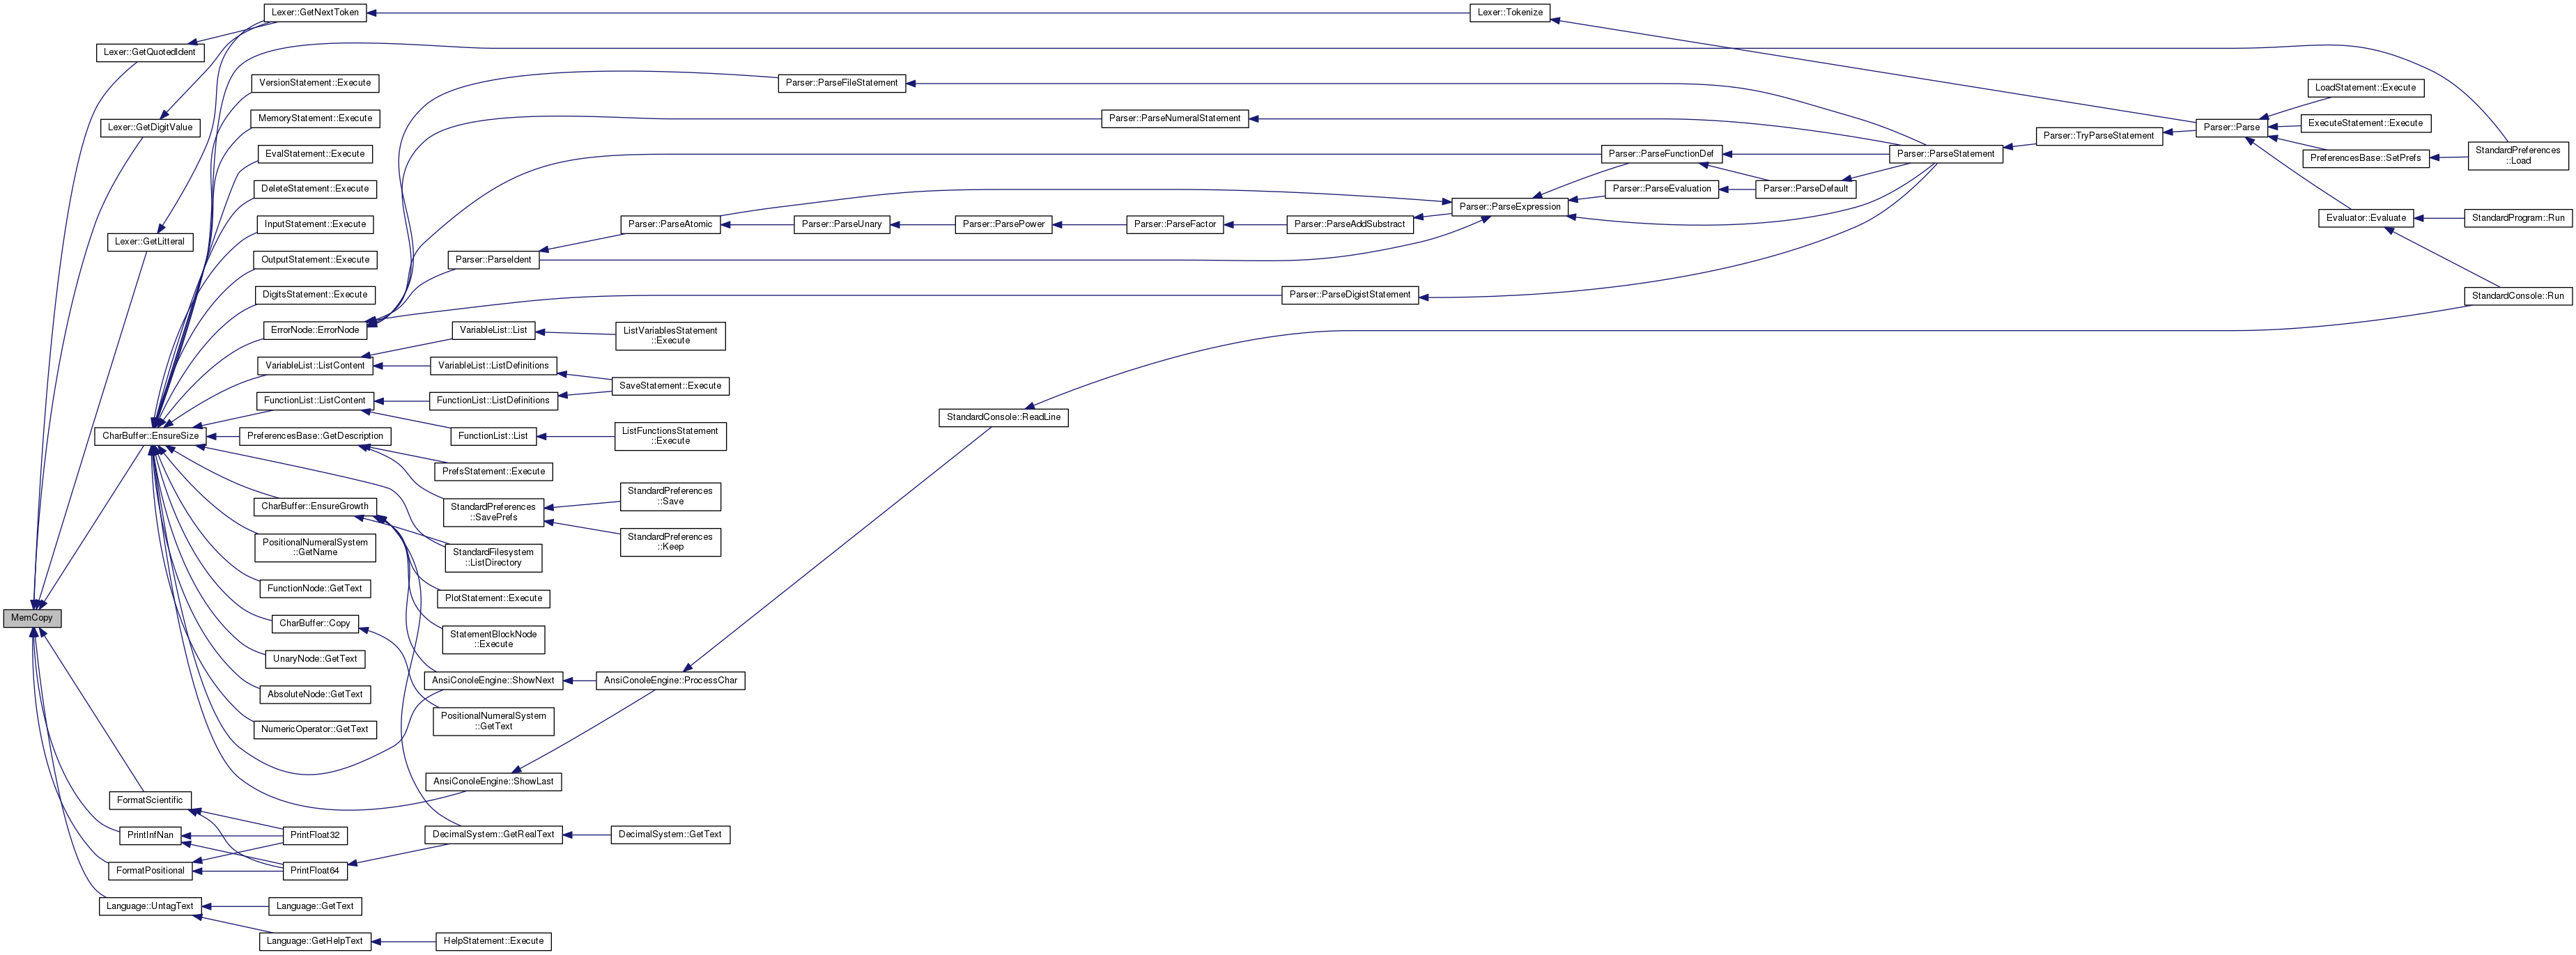 MemCopy
Lexer::GetQuotedIdent
Lexer::GetDigitValue
Lexer::GetLitteral
CharBuffer::EnsureSize
FormatScientific
PrintInfNan
FormatPositional
Language::UntagText
Lexer::GetNextToken
VersionStatement::Execute
MemoryStatement::Execute
EvalStatement::Execute
DeleteStatement::Execute
InputStatement::Execute
OutputStatement::Execute
DigitsStatement::Execute
ErrorNode::ErrorNode
VariableList::ListContent
FunctionList::ListContent
PreferencesBase::GetDescription
CharBuffer::EnsureGrowth
PositionalNumeralSystem
::GetName
FunctionNode::GetText
CharBuffer::Copy
UnaryNode::GetText
AbsoluteNode::GetText
NumericOperator::GetText
PrintFloat32
PrintFloat64
Language::GetText
Language::GetHelpText
Parser::ParseIdent
VariableList::List
VariableList::ListDefinitions
FunctionList::ListDefinitions
FunctionList::List
PrefsStatement::Execute
StandardPreferences
::SavePrefs
StandardFilesystem
::ListDirectory
PlotStatement::Execute
StatementBlockNode
::Execute
AnsiConoleEngine::ShowNext
PositionalNumeralSystem
::GetText
AnsiConoleEngine::ShowLast
DecimalSystem::GetRealText
HelpStatement::Execute
Parser::ParseAtomic
ListVariablesStatement
::Execute
SaveStatement::Execute
ListFunctionsStatement
::Execute
StandardPreferences
::Save
StandardPreferences
::Keep
AnsiConoleEngine::ProcessChar
DecimalSystem::GetText
Parser::ParseFileStatement
Parser::ParseUnary
StandardConsole::ReadLine
Parser::ParsePower
Parser::ParseNumeralStatement
Parser::ParseFactor
Parser::ParseAddSubstract
Parser::ParseDigistStatement
Lexer::Tokenize
Parser::ParseExpression
Parser::ParseFunctionDef
Parser::ParseEvaluation
Parser::ParseDefault
Parser::ParseStatement
Parser::TryParseStatement
Parser::Parse
LoadStatement::Execute
ExecuteStatement::Execute
PreferencesBase::SetPrefs
Evaluator::Evaluate
StandardPreferences
::Load
StandardProgram::Run
StandardConsole::Run